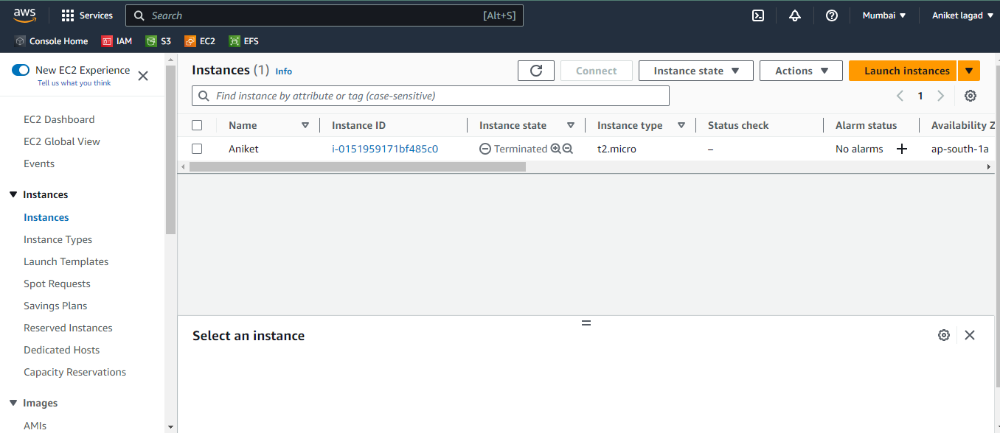 aws
Services
Search
[Alt+S]
Mumbai
Aniket lagad
Console Home
IAM
S3
EC2
EFS
New EC2 Experience
Tell us what you think
EC2 Dashboard
EC2 Global View
Events
Instances
Instances
Instance Types
Launch Templates
Spot Requests
Savings Plans
Reserved Instances
Dedicated Hosts
Capacity Reservations
Images
AMIs
Instances (1) Info
Connect
Instance state
Actions
Launch instances
Find instance by attribute or tag (case-sensitive)
1
Name
Instance ID
Instance state
Instance type
Status check
Alarm status
Availability Z
Aniket
i-0151959171bf485c0
Terminated
t2.micro
–
No alarms
ap-south-1a
Select an instance